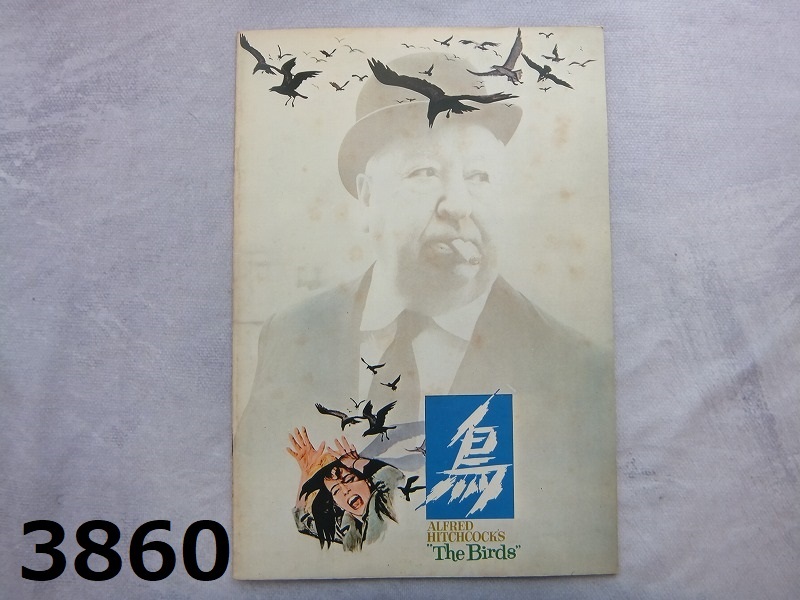 鳥
ALFRED
HITCHCOCK'S
"The Birds"
3860